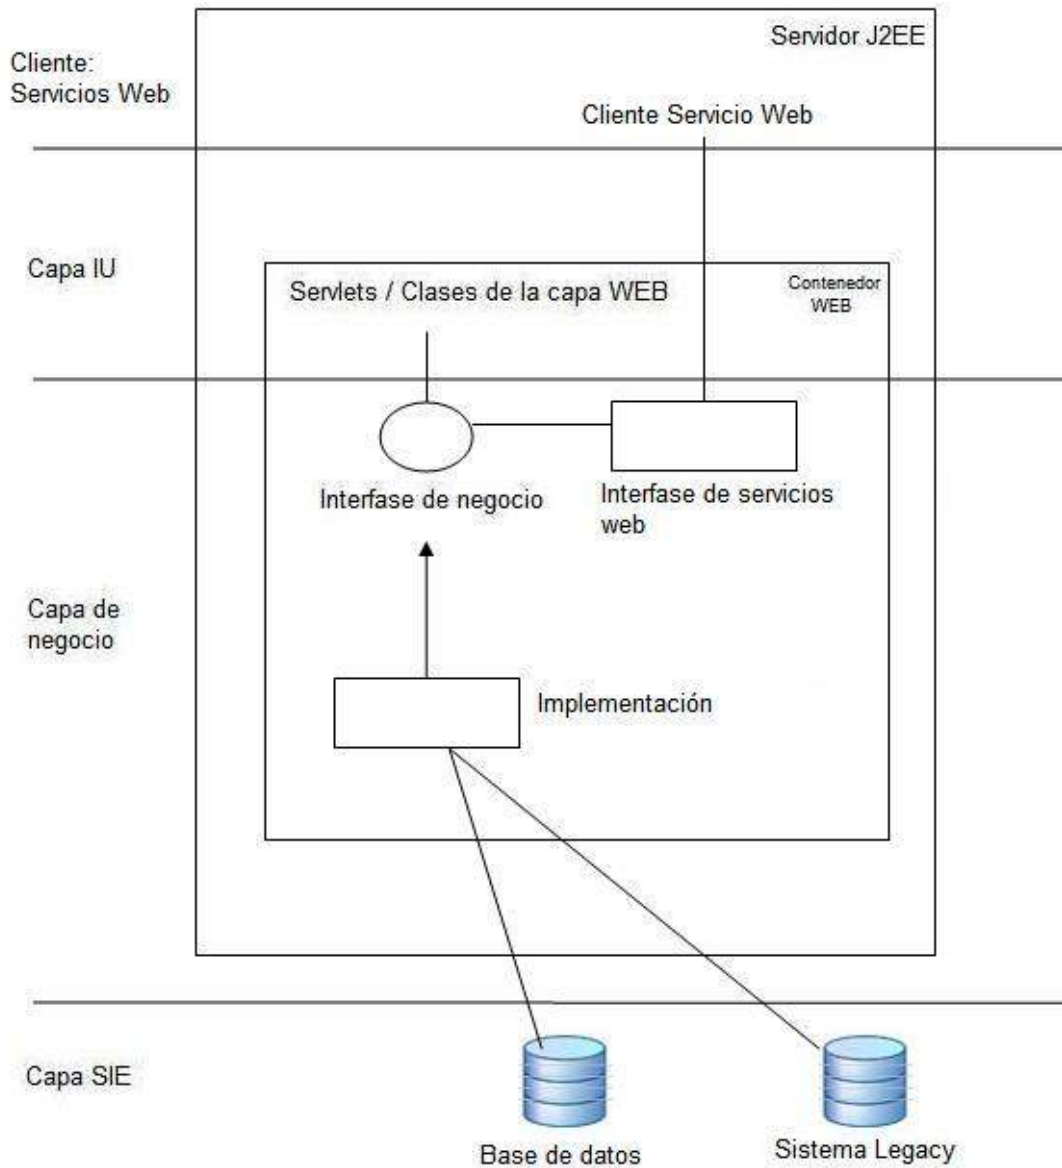 Servidor J2EE
Cliente:
Servicios Web
Cliente Servicio Web
Capa IU
Servlets / Clases de la capa WEB
Contenedor
WEB
Interfase de negocio
Interfase de servicios
web
Capa de
negocio
Implementación
Capa SIE
Base de datos
Sistema Legacy